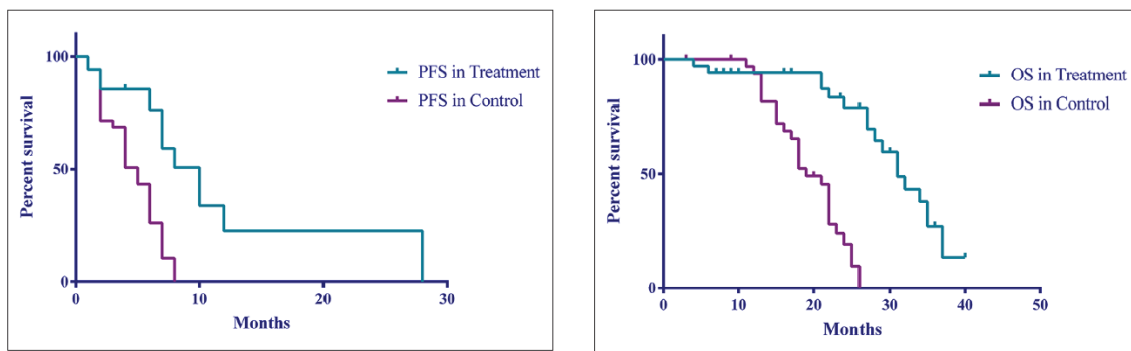 100
50
0
Percent survival
PFS in Treatment
PFS in Control
0 10 20 30
Months
100
50
0
Percent survival
OS in Treatment
OS in Control
0 10 20 30 40 50
Months